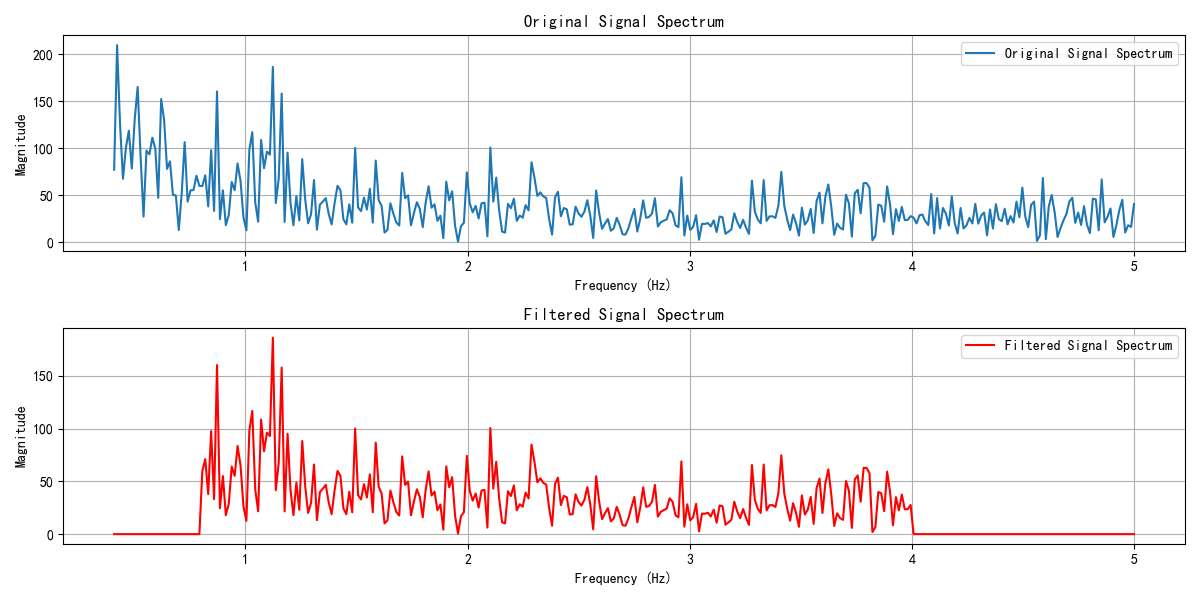 Original Signal Spectrum
Original Signal Spectrum
Magnitude
200
150
100
50
0
1 2 3 4 5
Frequency (Hz)
Filtered Signal Spectrum
Filtered Signal Spectrum
Magnitude
150
100
50
0
1 2 3 4 5
Frequency (Hz)